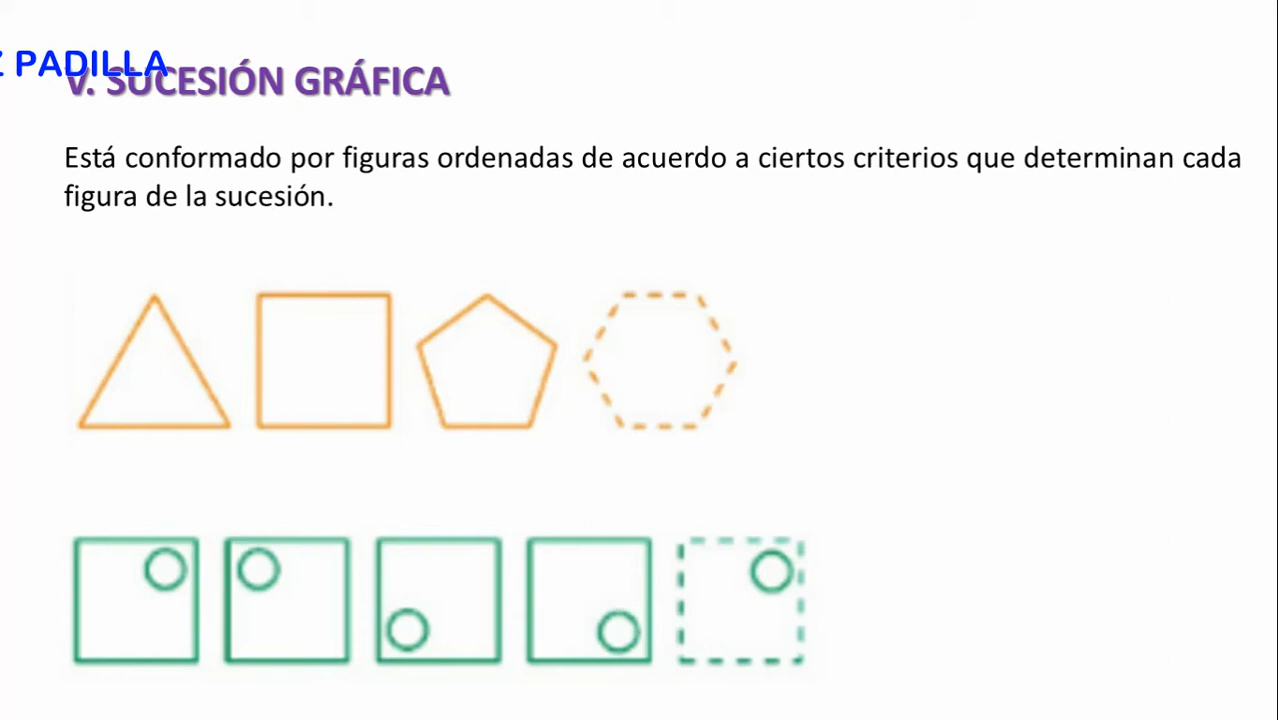 Z PADILLA
V. SUCESIÓN GRÁFICA
Está conformado por figuras ordenadas de acuerdo a ciertos criterios que determinan cada
figura de la sucesión.